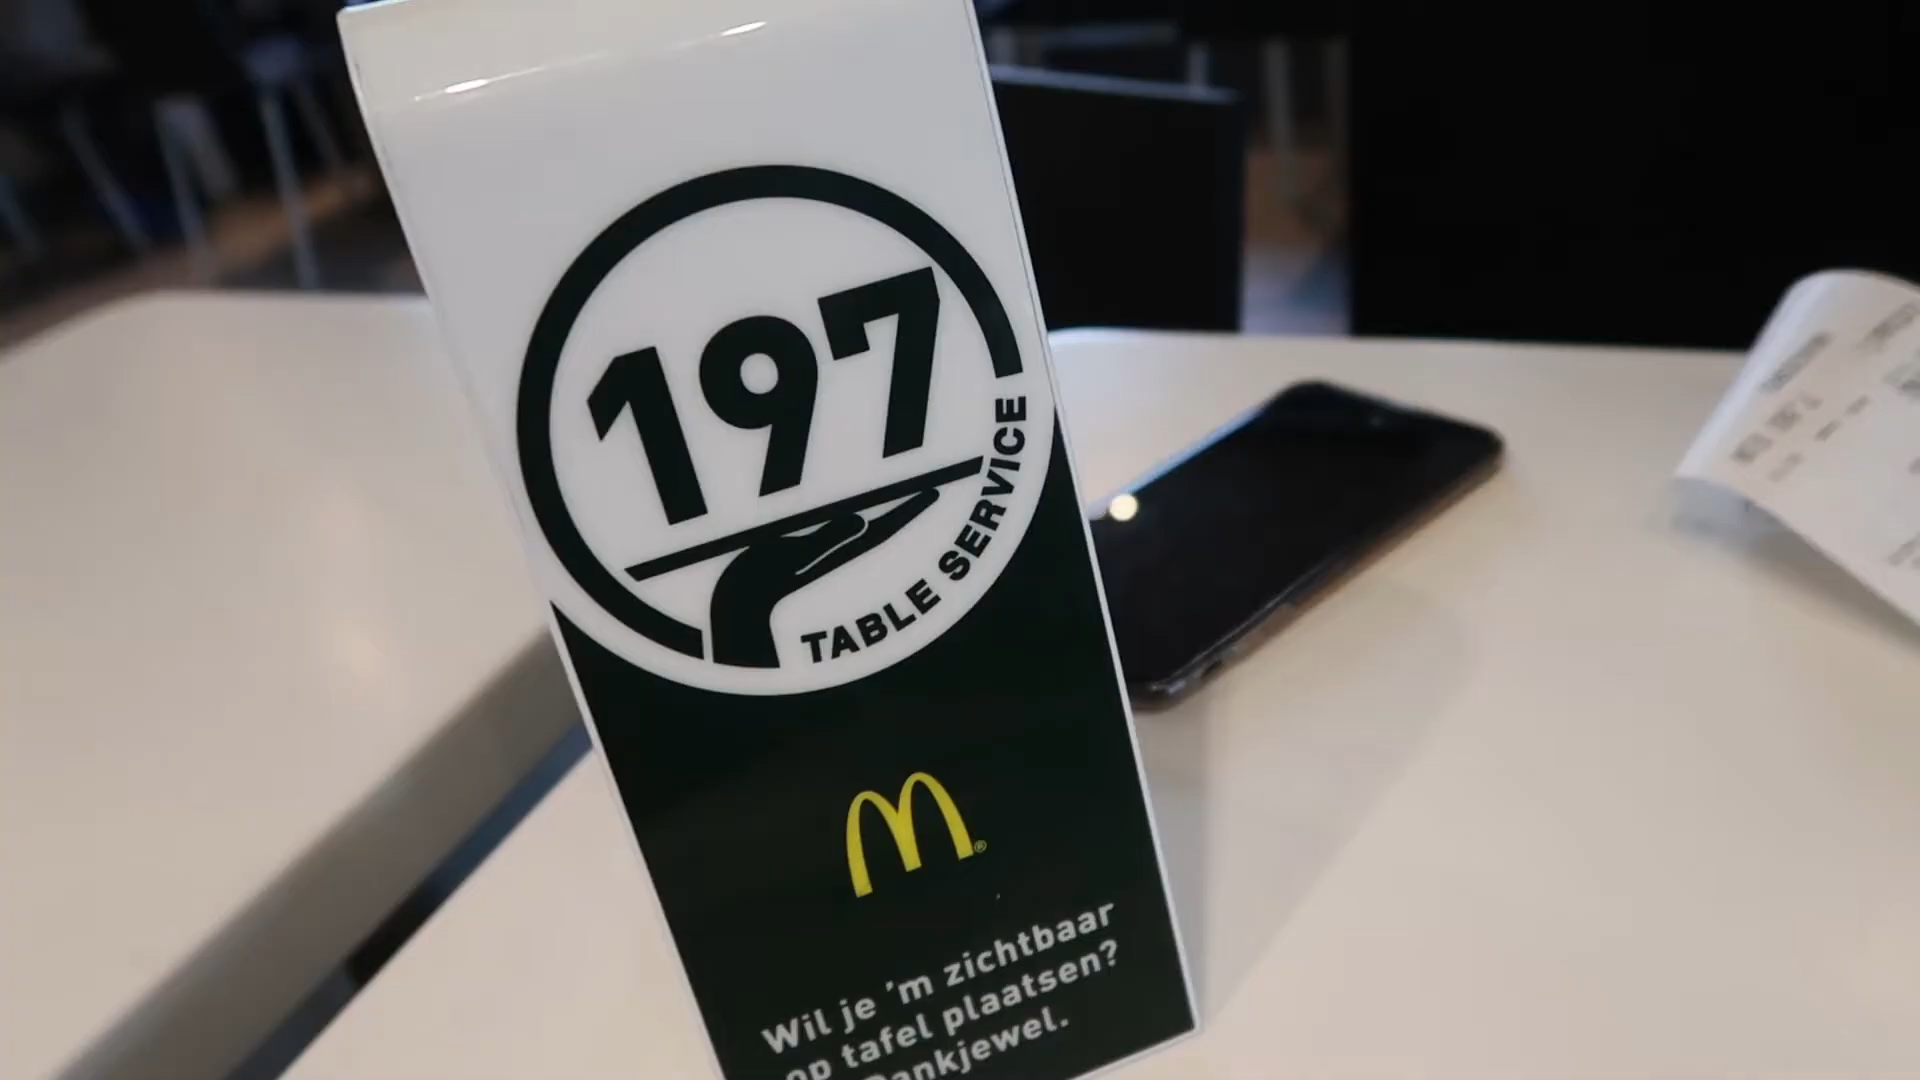 197
TABLE SERVICE
Wil je 'm zichtbaar
op tafel plaatsen?
Dankjewel.